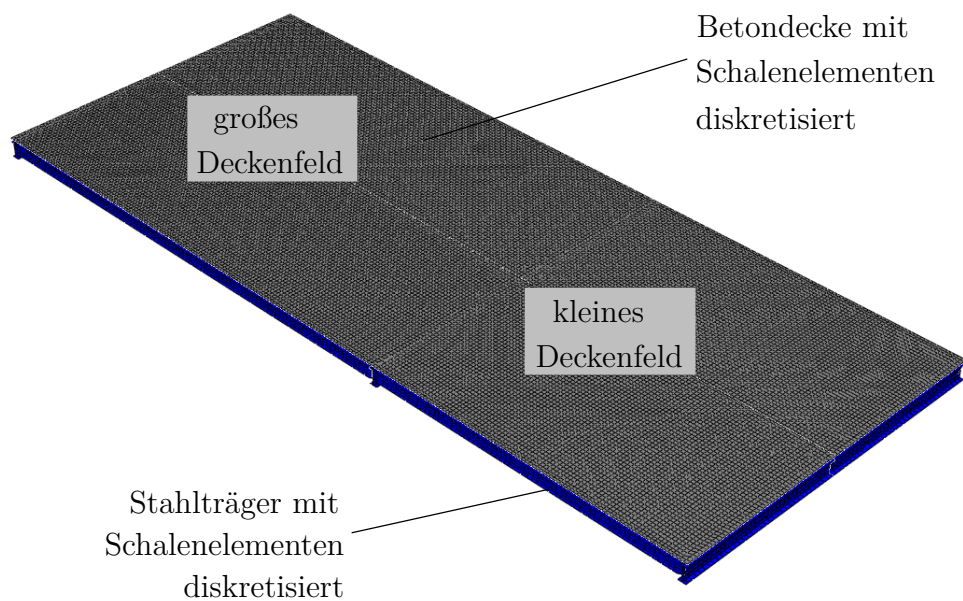 Betondecke mit
Schalenelementen
diskretisiert
großes
Deckenfeld
kleines
Deckenfeld
Stahlträger mit
Schalenelementen
diskretisiert